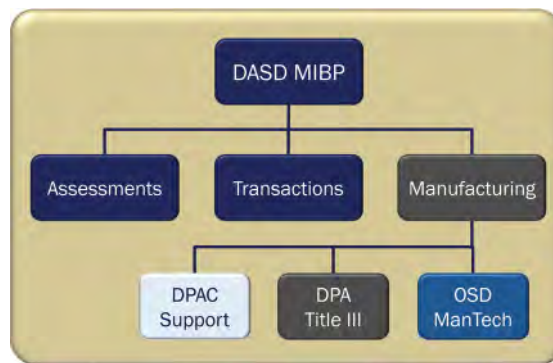 DASD MIBP
Assessments
Transactions
Manufacturing
DPAC
Support
DPA
Title III
OSD
ManTech